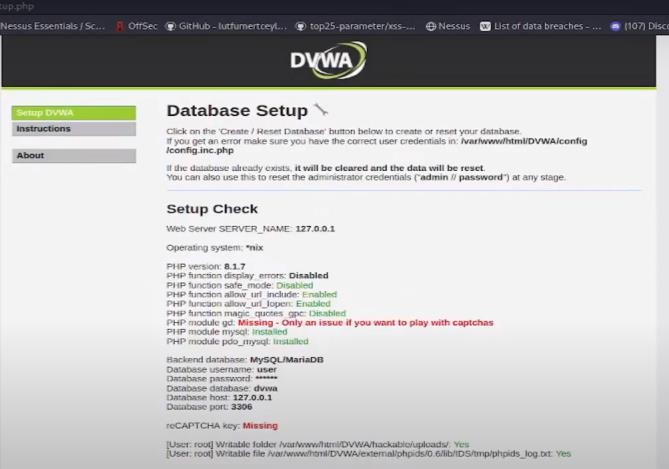 tup.php
Nessus Essentials / Sc...
OffSec
GitHub - lutfumertceyl...
top25-parameter/xss-...
Nessus
List of data breaches - ...
(107) Disco
DVWA
Setup DVWA
Instructions
About
Database Setup
Click on the 'Create / Reset Database' button below to create or reset your database.
If you get an error make sure you have the correct user credentials in: /var/www/html/DVWA/config
/config.inc.php
If the database already exists, it will be cleared and the data will be reset.
You can also use this to reset the administrator credentials ("admin // password") at any stage.
Setup Check
Web Server SERVER_NAME: 127.0.0.1
Operating system: *nix
PHP version: 8.1.7
PHP function display_errors: Disabled
PHP function safe_mode: Disabled
PHP function allow_url_include: Enabled
PHP function allow_url_fopen: Enabled
PHP function magic_quotes_gpc: Disabled
PHP module gd: Missing - Only an issue if you want to play with captchas
PHP module mysql: Installed
PHP module pdo_mysql: Installed
Backend database: MySQL/MariaDB
Database username: user
Database password: ******
Database database: dvwa
Database host: 127.0.0.1
Database port: 3306
reCAPTCHA key: Missing
[User: root] Writable folder /var/www/html/DVWA/hackable/uploads/: Yes
[User: root] Writable file /var/www/html/DVWA/external/phpids/0.6/lib/IDS/tmp/phpids_log.txt: Yes